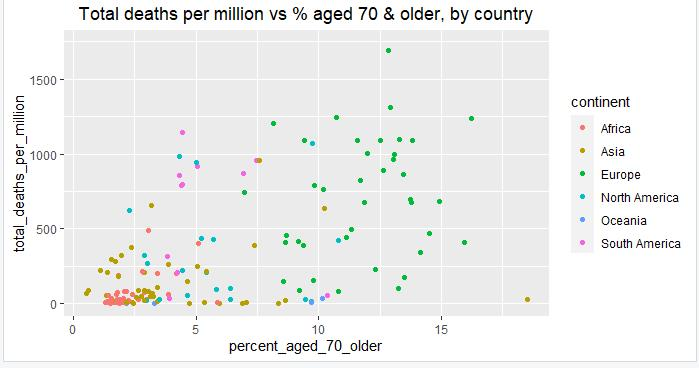 Total deaths per million vs % aged 70 & older, by country
total_deaths_per_million
1500
1000
500
0
0 5 10 15
percent_aged_70_older
continent
Africa
Asia
Europe
North America
Oceania
South America